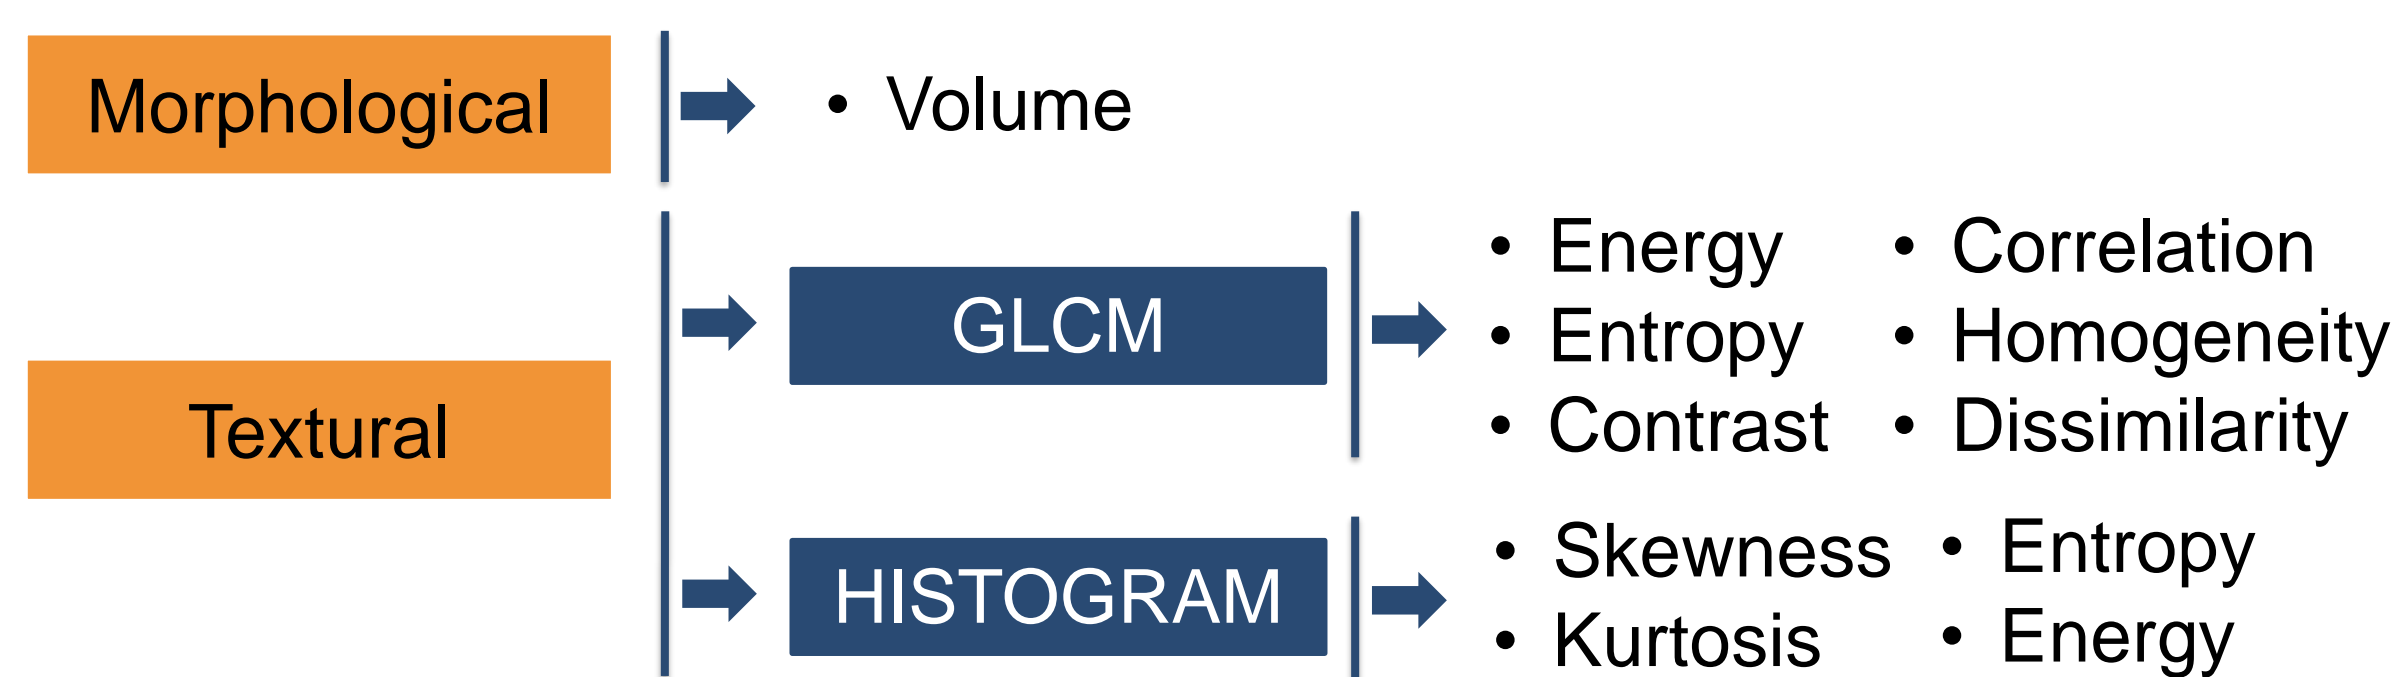 Morphological
• Volume
Textural
GLCM
• Energy
• Entropy
• Contrast
• Correlation
• Homogeneity
• Dissimilarity
HISTOGRAM
• Skewness
• Kurtosis
• Entropy
• Energy